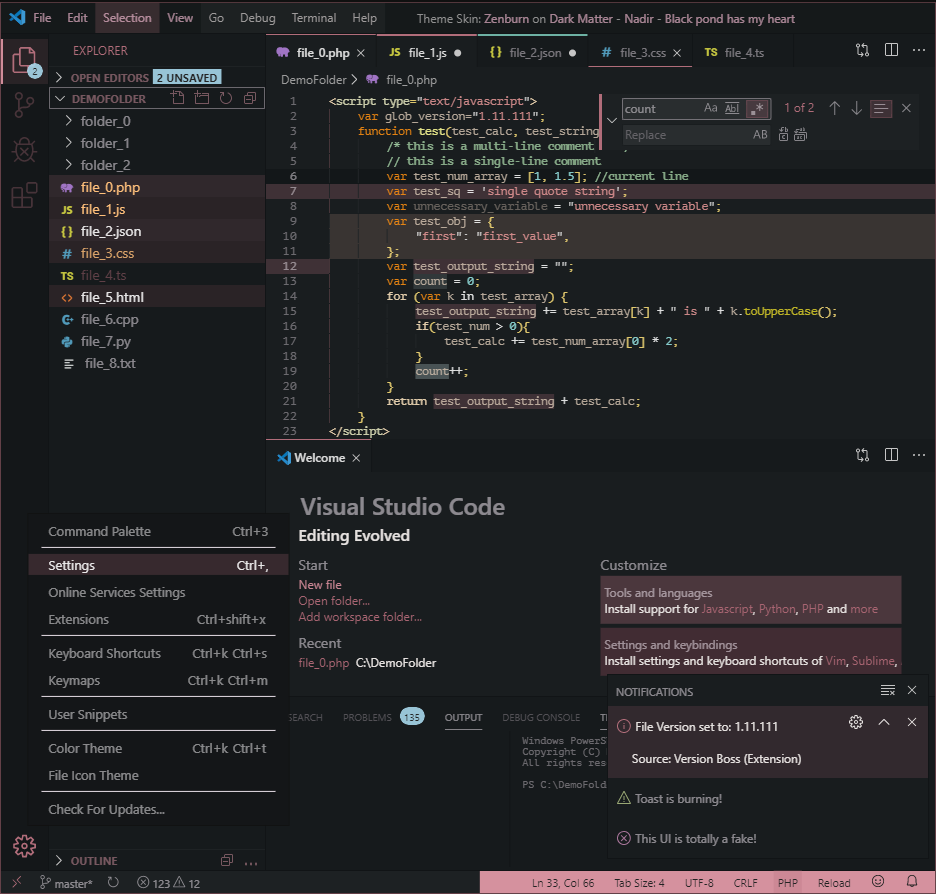 File Edit Selection View Go Debug Terminal Help Theme Skin: Zenburn on Dark Matter - Nadir - Black pond has my heart
EXPLORER
2
OPEN EDITORS 2 UNSAVED
DEMOFOLDER
folder_0
folder_1
folder_2
file_0.php
JS file_1.js
{} file_2.json
# file_3.css
TS file_4.ts
<> file_5.html
file_6.cpp
file_7.py
file_8.txt
file_0.php JS file_1.js {} file_2.json # file_3.css TS file_4.ts
DemoFolder > file_0.php
count Aa Abl .* 1 of 2
Replace AB
1 <script type="text/javascript">
2 var glob_version="1.11.111";
3 function test(test_calc, test_string
4 /* this is a multi-line comment
5 // this is a single-line comment
6 var test_num_array = [1, 1.5]; //current line
7 var test_sq = 'single quote string';
8 var unnecessary_variable = "unnecessary variable";
9 var test_obj = {
10 "first": "first_value",
11 };
12 var test_output_string = "";
13 var count = 0;
14 for (var k in test_array) {
15 test_output_string += test_array[k] + " is " + k.toUpperCase();
16 if(test_num > 0){
17 test_calc += test_num_array[0] * 2;
18 }
19 count++;
20 }
21 return test_output_string + test_calc;
22 }
23 </script>
Welcome
Visual Studio Code
Editing Evolved
Start
New file
Open folder...
Add workspace folder...
Recent
file_0.php C:\DemoFolder
Customize
Tools and languages
Install support for Javascript, Python, PHP and more
Settings and keybindings
Install settings and keyboard shortcuts of Vim, Sublime,
Command Palette Ctrl+3
Settings Ctrl+,
Online Services Settings
Extensions Ctrl+shift+x
Keyboard Shortcuts Ctrl+k Ctrl+s
Keymaps Ctrl+k Ctrl+m
User Snippets
Color Theme Ctrl+k Ctrl+t
File Icon Theme
Check For Updates...
SEARCH PROBLEMS 135 OUTPUT DEBUG CONSOLE T
Windows PowerS
Copyright (C)
All rights res
PS C:\DemoFold
NOTIFICATIONS
File Version set to: 1.11.111
Source: Version Boss (Extension)
Toast is burning!
This UI is totally a fake!
OUTLINE
master* 123 12 Ln 33, Col 66 Tab Size: 4 UTF-8 CRLF PHP Reload